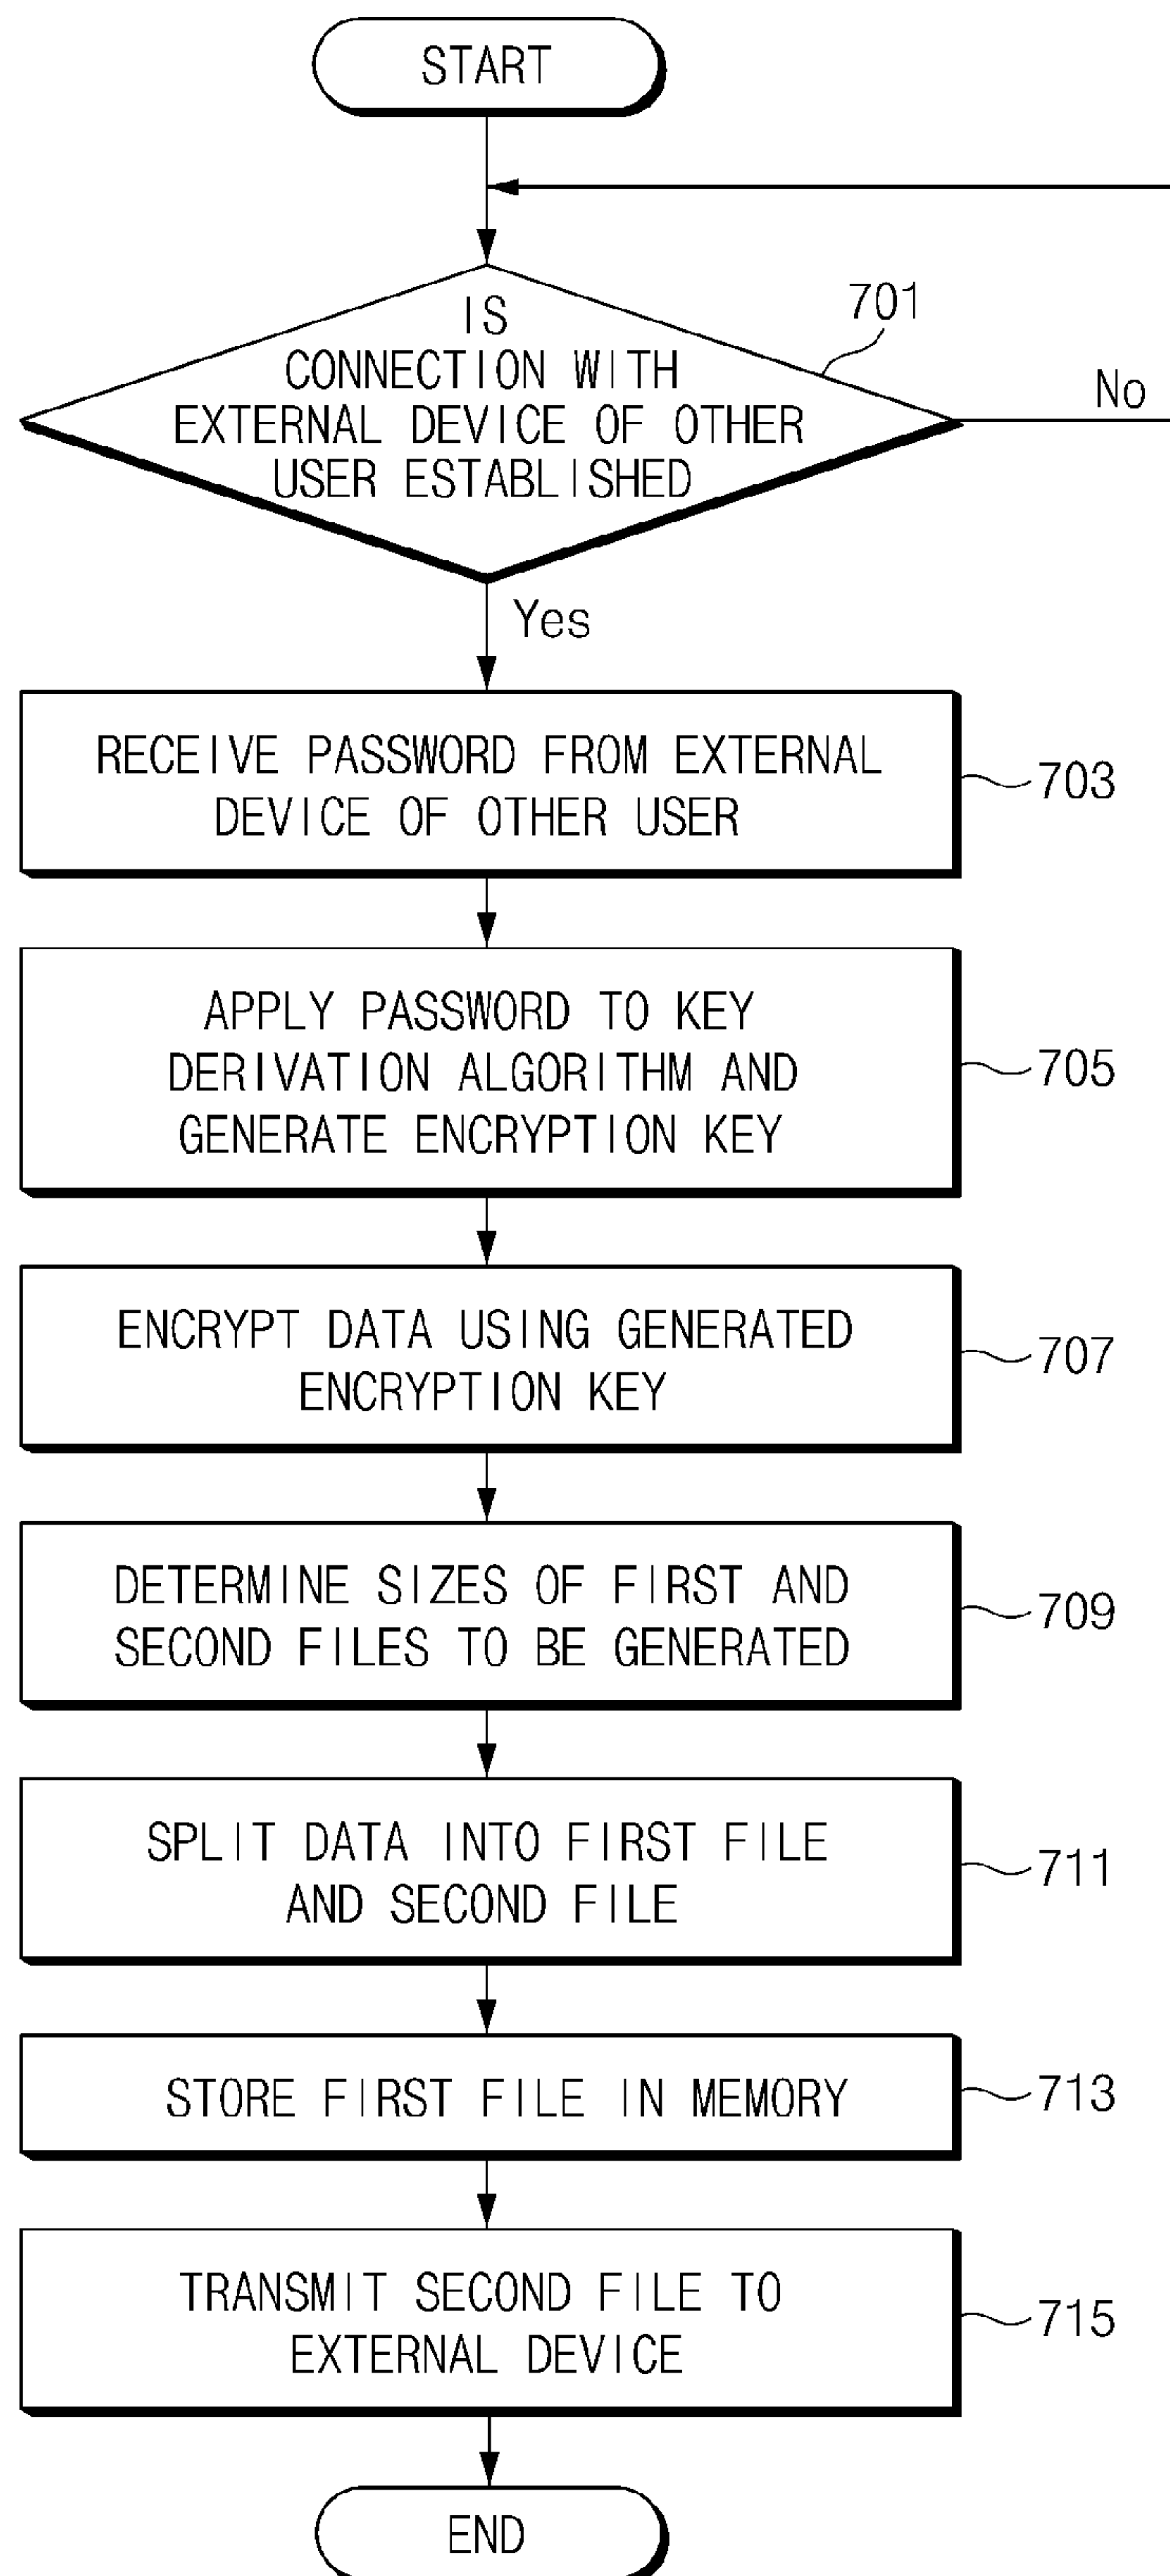 START
701
IS
CONNECTION WITH
EXTERNAL DEVICE OF OTHER
USER ESTABLISHED
No
Yes
RECEIVE PASSWORD FROM EXTERNAL
DEVICE OF OTHER USER
703
APPLY PASSWORD TO KEY
DERIVATION ALGORITHM AND
GENERATE ENCRYPTION KEY
705
ENCRYPT DATA USING GENERATED
ENCRYPTION KEY
707
DETERMINE SIZES OF FIRST AND
SECOND FILES TO BE GENERATED
709
SPLIT DATA INTO FIRST FILE
AND SECOND FILE
711
STORE FIRST FILE IN MEMORY
713
TRANSMIT SECOND FILE TO
EXTERNAL DEVICE
715
END